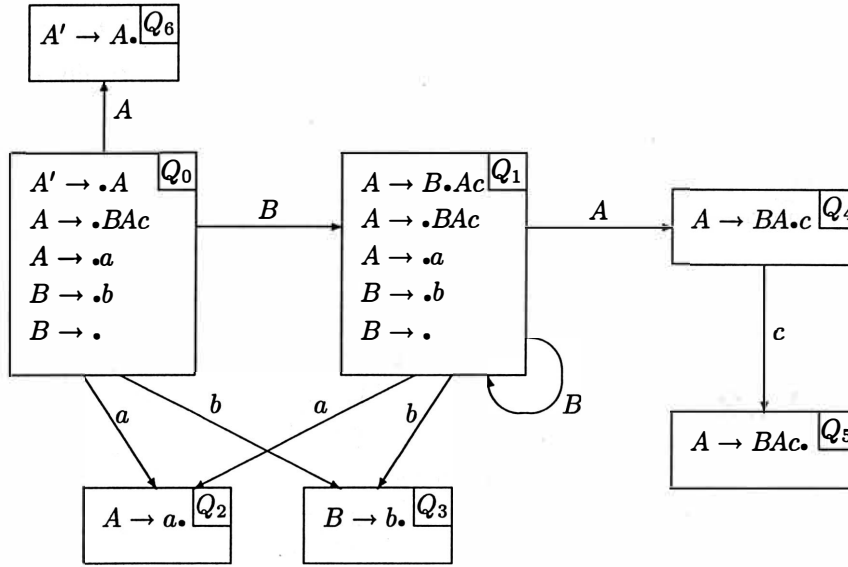 A′ → A• Q₆
A
A′ → •A Q₀
A → •BAc
A → •a
B → •b
B → •
B
A → B•Ac Q₁
A → •BAc
A → •a
B → •b
B → •
A
A → BA•c Q₄
c
a
b
a
b
B
A → BAc• Q₅
A → a• Q₂
B → b• Q₃